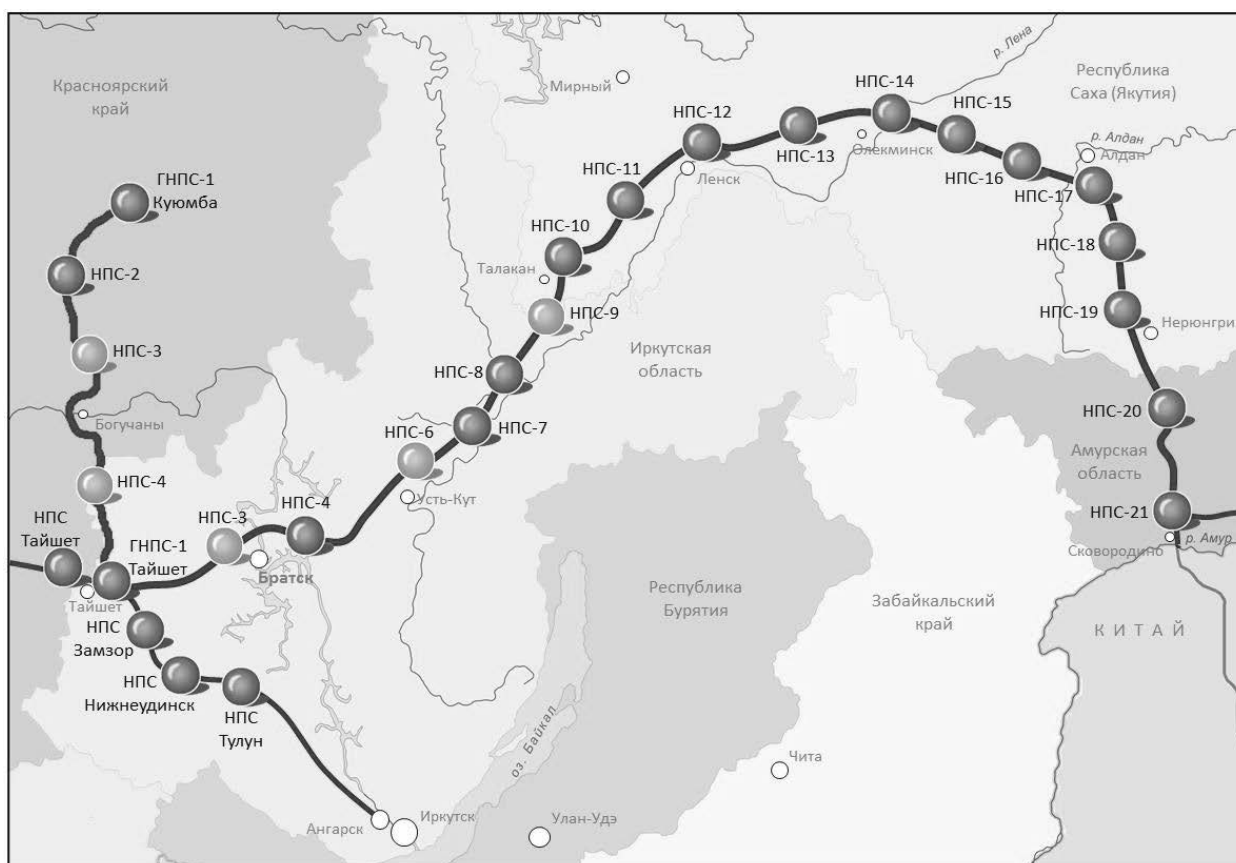 Красноярский
край
ГНПС-1
Куюмба
НПС-2
НПС-3
Богучаны
НПС-4
НПС
Тайшет
ГНПС-1
Тайшет
Тайшет
НПС
Замзор
НПС
Нижнеудинск
НПС
Тулун
НПС-3
Братск
НПС-4
НПС-6
Усть-Кут
НПС-7
НПС-8
НПС-9
Талакан
НПС-10
НПС-11
Мирный
НПС-12
Ленск
НПС-13
НПС-14
Олекминск
р. Лена
НПС-15
НПС-16
Республика
Саха (Якутия)
р. Алдан
Алдан
НПС-17
НПС-18
НПС-19
Нерюнгри
НПС-20
Амурская
область
НПС-21
Сковородино
р. Амур
КИТАЙ
Иркутская
область
Республика
Бурятия
Забайкальский
край
оз. Байкал
Чита
Ангарск
Иркутск
Улан-Удэ